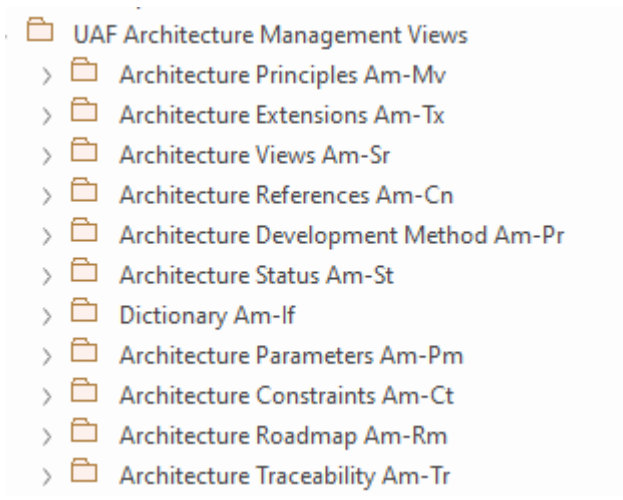 UAF Architecture Management Views
Architecture Principles Am-Mv
Architecture Extensions Am-Tx
Architecture Views Am-Sr
Architecture References Am-Cn
Architecture Development Method Am-Pr
Architecture Status Am-St
Dictionary Am-If
Architecture Parameters Am-Pm
Architecture Constraints Am-Ct
Architecture Roadmap Am-Rm
Architecture Traceability Am-Tr